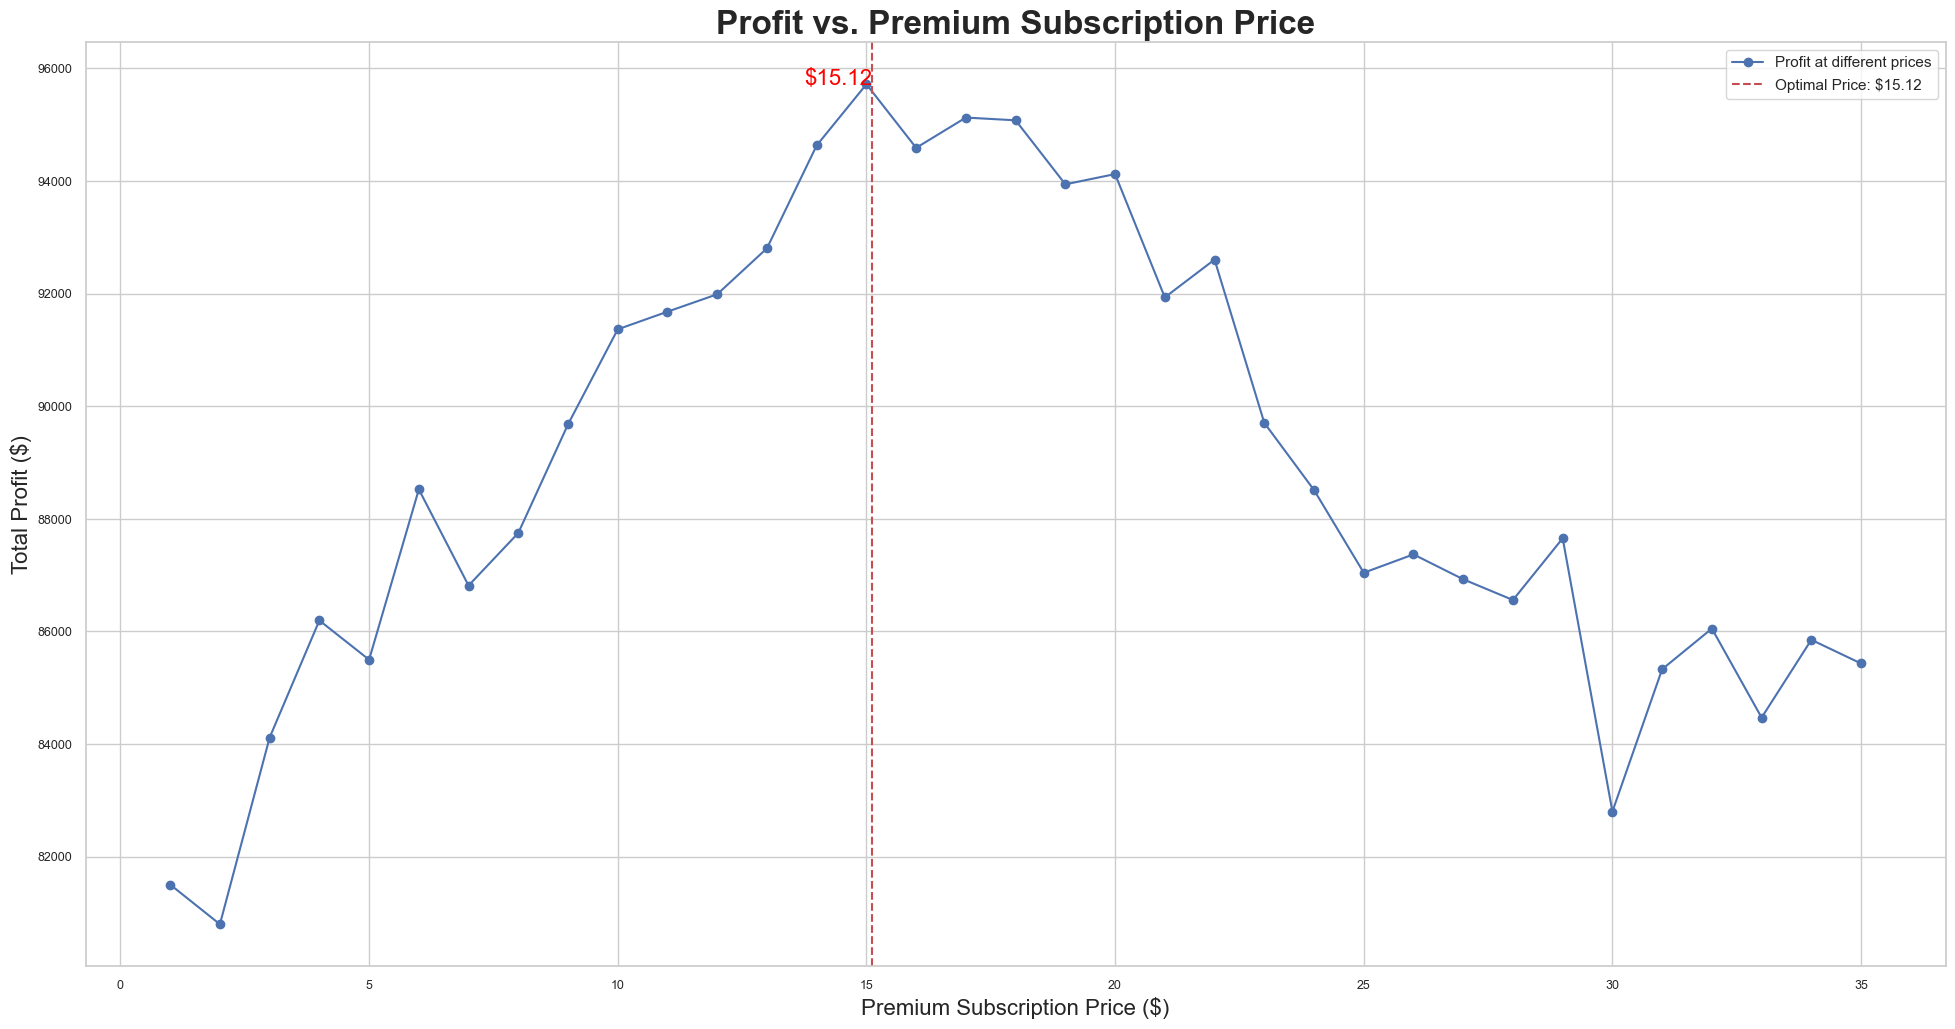 Profit vs. Premium Subscription Price
Profit at different prices
Optimal Price: $15.12
$15.12
Total Profit ($)
96000
94000
92000
90000
88000
86000
84000
82000
0 5 10 15 20 25 30 35
Premium Subscription Price ($)